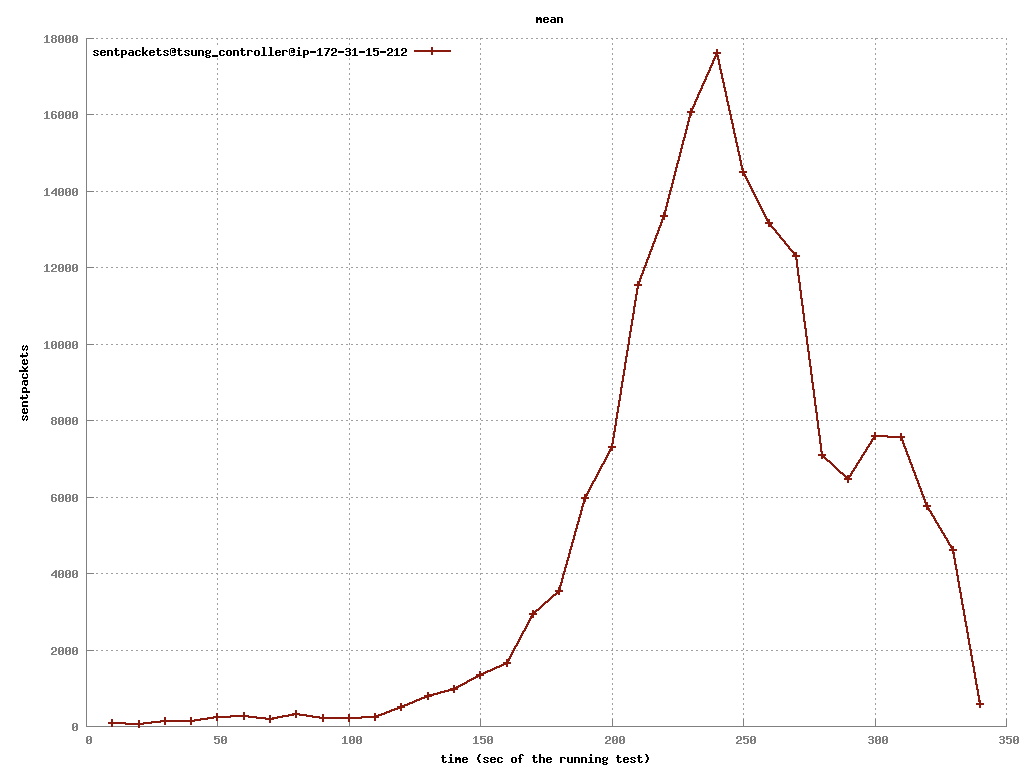 mean
sentpackets@tsung_controller@ip-172-31-15-212
18000
16000
14000
12000
10000
8000
6000
4000
2000
0
sentpackets
0 50 100 150 200 250 300 350
time (sec of the running test)